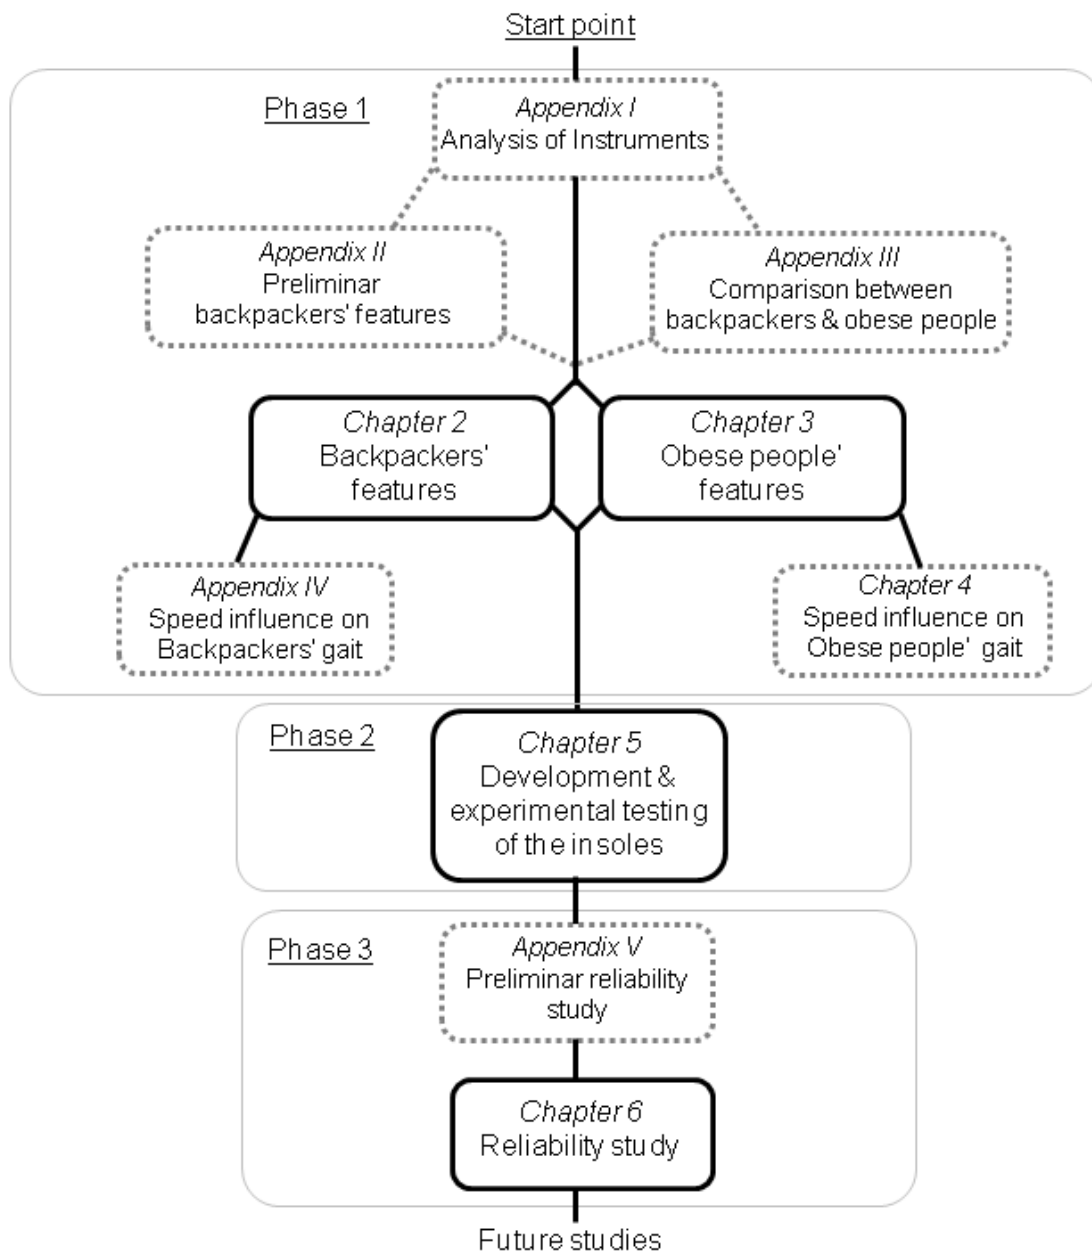 Start point
Phase 1
Appendix I
Analysis of Instruments
Appendix II
Preliminar
backpackers' features
Appendix III
Comparison between
backpackers & obese people
Chapter 2
Backpackers'
features
Chapter 3
Obese people'
features
Appendix IV
Speed influence on
Backpackers' gait
Chapter 4
Speed influence on
Obese people' gait
Phase 2
Chapter 5
Development &
experimental testing
of the insoles
Phase 3
Appendix V
Preliminar reliability
study
Chapter 6
Reliability study
Future studies